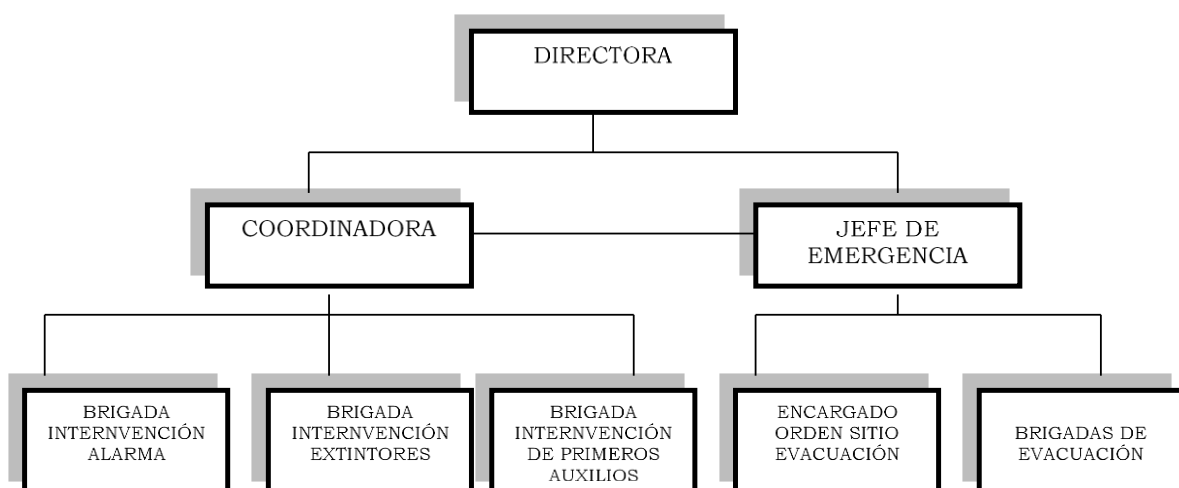 DIRECTORA
COORDINADORA
JEFE DE
EMERGENCIA
BRIGADA
INTERNVENCIÓN
ALARMA
BRIGADA
INTERNVENCIÓN
EXTINTORES
BRIGADA
INTERNVENCIÓN
DE PRIMEROS
AUXILIOS
ENCARGADO
ORDEN SITIO
EVACUACIÓN
BRIGADAS DE
EVACUACIÓN